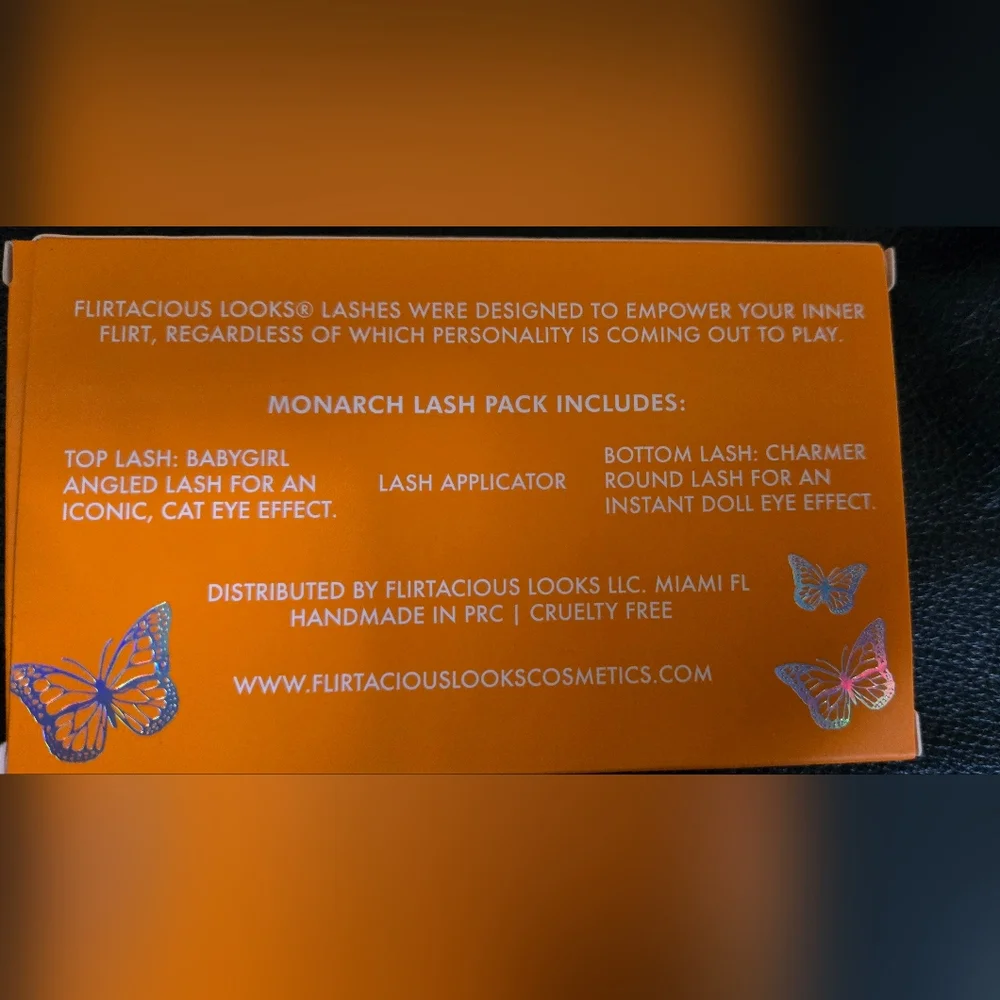 FLIRTACIOUS LOOKS® LASHES WERE DESIGNED TO EMPOWER YOUR INNER
FLIRT, REGARDLESS OF WHICH PERSONALITY IS COMING OUT TO PLAY.
MONARCH LASH PACK INCLUDES:
TOP LASH: BABYGIRL
ANGLED LASH FOR AN
ICONIC, CAT EYE EFFECT.
LASH APPLICATOR
BOTTOM LASH: CHARMER
ROUND LASH FOR AN
INSTANT DOLL EYE EFFECT.
DISTRIBUTED BY FLIRTACIOUS LOOKS LLC. MIAMI FL
HANDMADE IN PRC | CRUELTY FREE
WWW.FLIRTACIOUSLOOKSCOSMETICS.COM